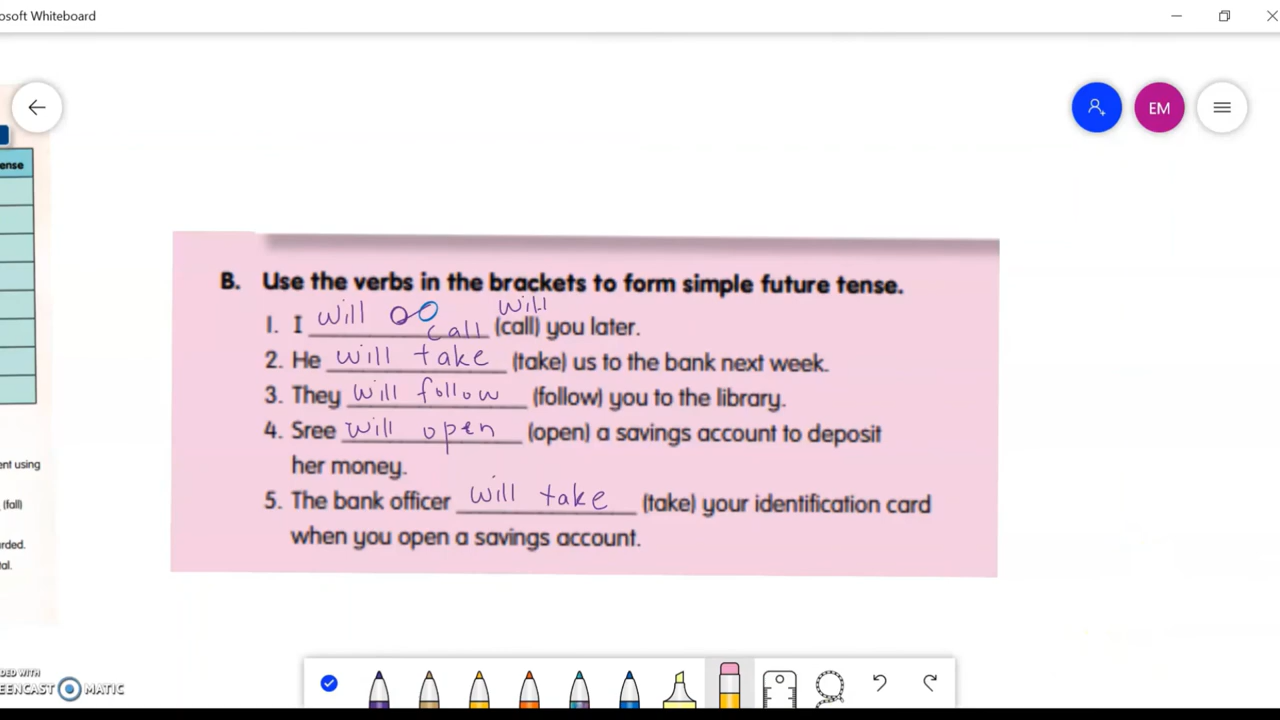 osoft Whiteboard
EM
ense
B. Use the verbs in the brackets to form simple future tense.
will
1. I will call (call) you later.
2. He will take (take) us to the bank next week.
3. They will follow (follow) you to the library.
4. Sree will open (open) a savings account to deposit
her money.
5. The bank officer will take (take) your identification card
when you open a savings account.
ent using
(fall)
arded.
tal.
DED WITH
EENCAST MATIC